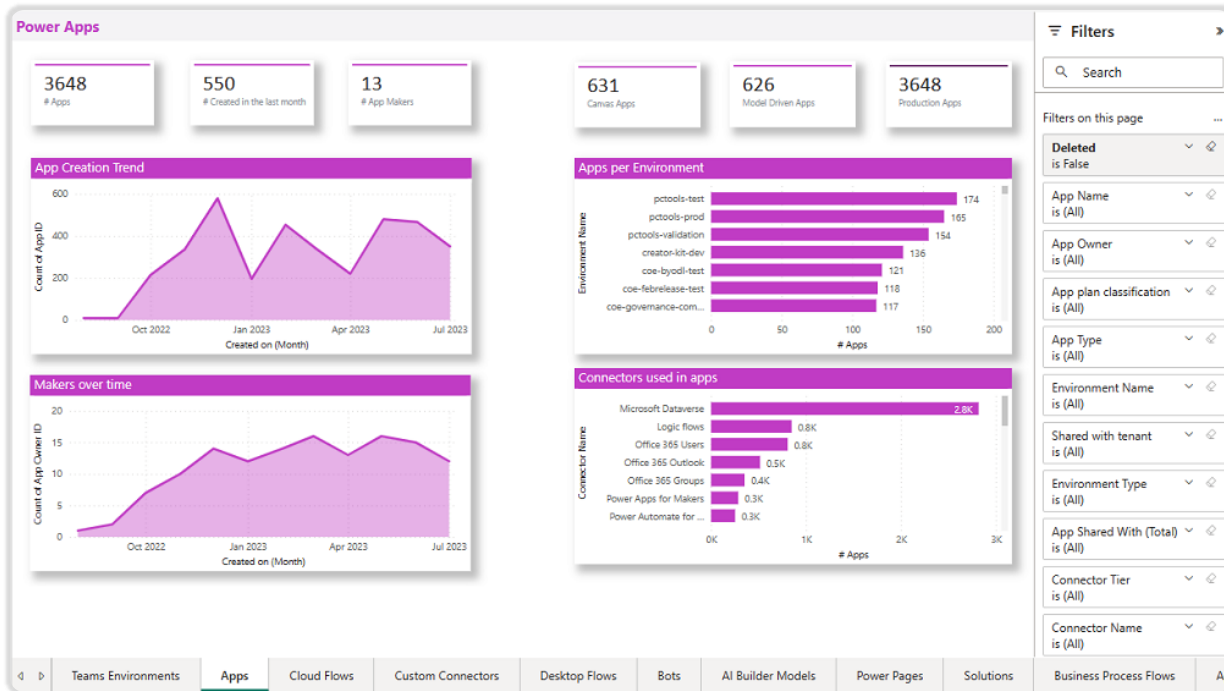 Power Apps
3648
# Apps
550
# Created in the last month
13
# App Makers
631
Canvas Apps
626
Model Driven Apps
3648
Production Apps
App Creation Trend
Count of App ID
600
400
200
0
Oct 2022
Jan 2023
Apr 2023
Jul 2023
Created on (Month)
Apps per Environment
Environment Name
pctools-test
174
pctools-prod
165
pctools-validation
154
creator-kit-dev
136
coe-byodl-test
121
coe-febrelease-test
118
coe-governance-com...
117
0
50
100
150
200
# Apps
Makers over time
Count of App Owner ID
20
15
10
5
0
Oct 2022
Jan 2023
Apr 2023
Jul 2023
Created on (Month)
Connectors used in apps
Connector Name
Microsoft Dataverse
2.8K
Logic flows
0.8K
Office 365 Users
0.8K
Office 365 Outlook
0.5K
Office 365 Groups
0.4K
Power Apps for Makers
0.3K
Power Automate for ...
0.3K
0K
1K
2K
3K
# Apps
Filters
Search
Filters on this page
...
Deleted
is False
App Name
is (All)
App Owner
is (All)
App plan classification
is (All)
App Type
is (All)
Environment Name
is (All)
Shared with tenant
is (All)
Environment Type
is (All)
App Shared With (Total)
is (All)
Connector Tier
is (All)
Connector Name
is (All)
Teams Environments
Apps
Cloud Flows
Custom Connectors
Desktop Flows
Bots
AI Builder Models
Power Pages
Solutions
Business Process Flows
A